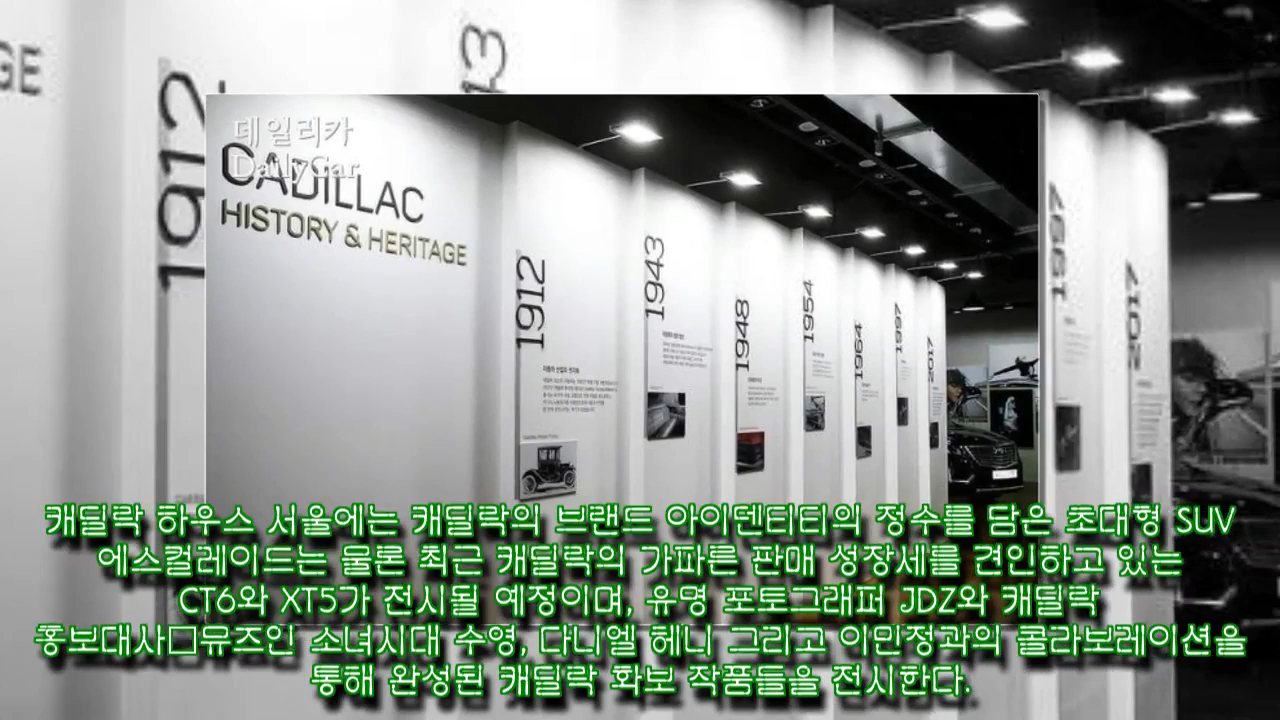 GE
1912
43
데일리카
DailyCar
CADILLAC
HISTORY & HERITAGE
1912
1943
1948
1954
1964
1997
2017
1997
2017
캐딜락 하우스 서울에는 캐딜락의 브랜드 아이덴티티의 정수를 담은 초대형 SUV
에스컬레이드는 물론 최근 캐딜락의 가파른 판매 성장세를 견인하고 있는
CT6와 XT5가 전시될 예정이며, 유명 포토그래퍼 JDZ와 캐딜락
홍보대사□뮤즈인 소녀시대 수영, 다니엘 헤니 그리고 이민정과의 콜라보레이션을
통해 완성된 캐딜락 화보 작품들을 전시한다.